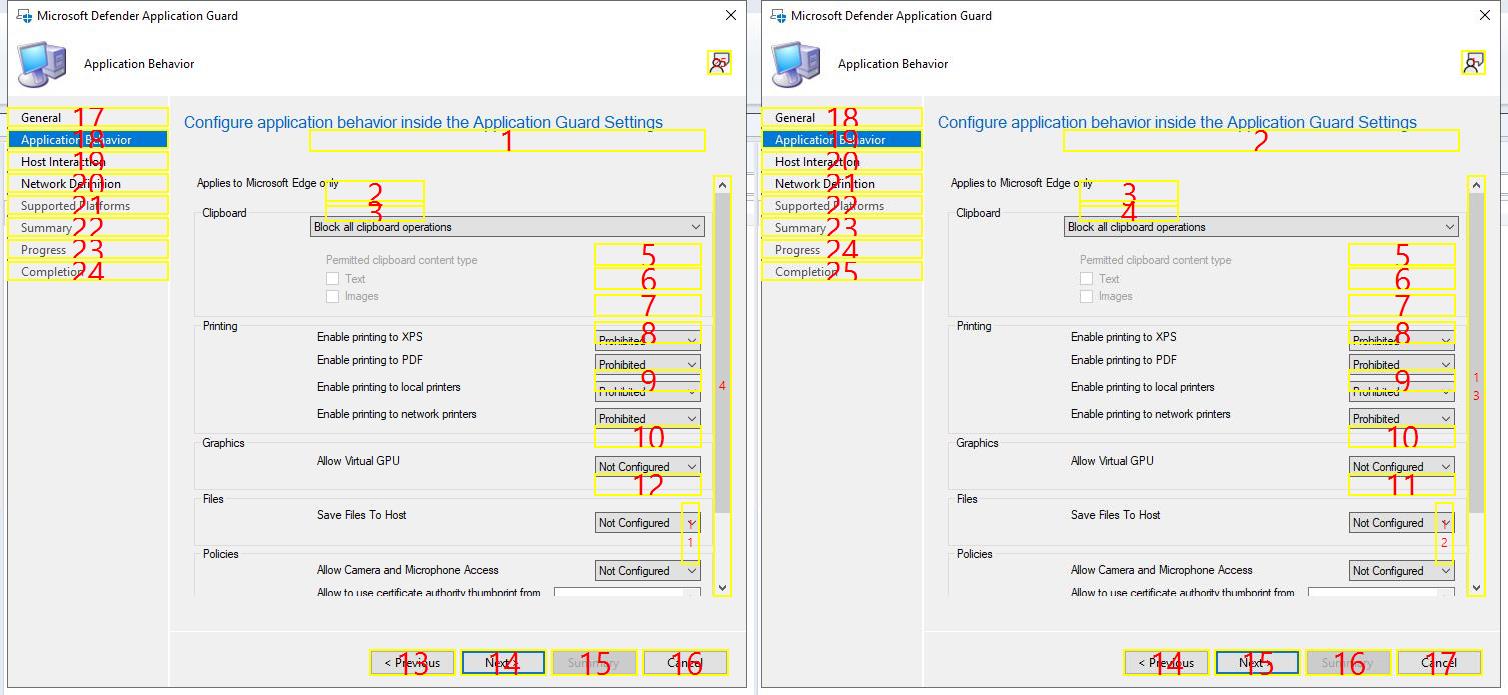 Microsoft Defender Application Guard
Application Behavior
General 17
Application Behavior 18
Host Interaction 19
Network Definition 20
Supported Platforms 21
Summary 22
Progress 23
Completion 24
Configure application behavior inside the Application Guard Settings
1
Applies to Microsoft Edge only
2
Clipboard 3
Block all clipboard operations
Permitted clipboard content type 5
Text 6
Images 7
Printing
Enable printing to XPS Prohibited 8
Enable printing to PDF Prohibited
Enable printing to local printers Prohibited 9
4
Enable printing to network printers Prohibited
10
Graphics
Allow Virtual GPU Not Configured
12
Files
Save Files To Host Not Configured 11
Policies
Allow Camera and Microphone Access Not Configured
Allow to use certificate authority thumbprint from
< Previous 13
Next > 14
Summary 15
Cancel 16
Microsoft Defender Application Guard
Application Behavior
General 18
Application Behavior 19
Host Interaction 20
Network Definition 21
Supported Platforms 22
Summary 23
Progress 24
Completion 25
Configure application behavior inside the Application Guard Settings
2
Applies to Microsoft Edge only
3
Clipboard 4
Block all clipboard operations
Permitted clipboard content type 5
Text 6
Images 7
Printing
Enable printing to XPS Prohibited 8
Enable printing to PDF Prohibited
Enable printing to local printers Prohibited 9
13
Enable printing to network printers Prohibited
10
Graphics
Allow Virtual GPU Not Configured
11
Files
Save Files To Host Not Configured 12
Policies
Allow Camera and Microphone Access Not Configured
Allow to use certificate authority thumbprint from
< Previous 14
Next > 15
Summary 16
Cancel 17